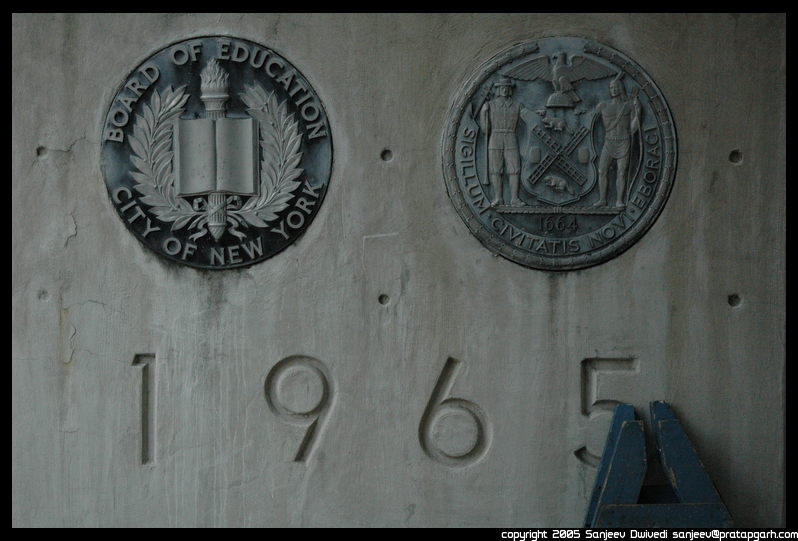 BOARD OF EDUCATION
CITY OF NEW YORK
SIGILLUM · CIVITATIS · NOVI · EBORACI
1664
1965
copyright 2005 Sanjeev Dwivedi sanjeev@pratapgarh.com